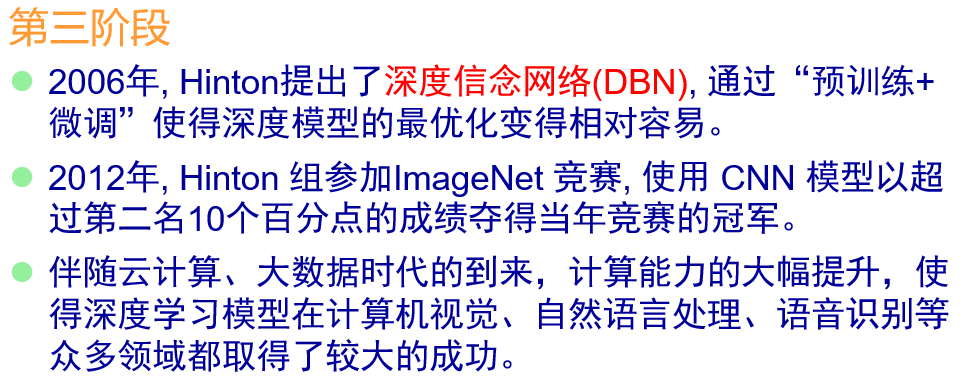 第三阶段
2006年, Hinton提出了深度信念网络(DBN), 通过“预训练+
微调”使得深度模型的最优化变得相对容易。
2012年, Hinton 组参加ImageNet 竞赛, 使用 CNN 模型以超
过第二名10个百分点的成绩夺得当年竞赛的冠军。
伴随云计算、大数据时代的到来，计算能力的大幅提升，使
得深度学习模型在计算机视觉、自然语言处理、语音识别等
众多领域都取得了较大的成功。